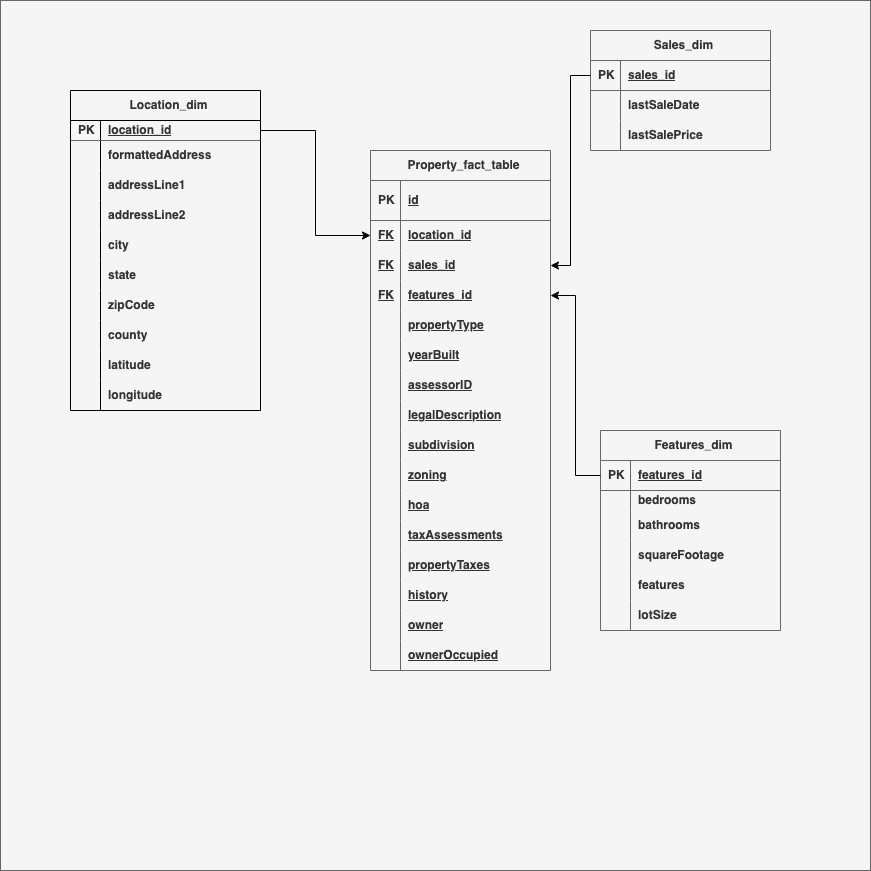 Location_dim
PK location_id
formattedAddress
addressLine1
addressLine2
city
state
zipCode
county
latitude
longitude
Property_fact_table
PK id
FK location_id
FK sales_id
FK features_id
propertyType
yearBuilt
assessorID
legalDescription
subdivision
zoning
hoa
taxAssessments
propertyTaxes
history
owner
ownerOccupied
Sales_dim
PK sales_id
lastSaleDate
lastSalePrice
Features_dim
PK features_id
bedrooms
bathrooms
squareFootage
features
lotSize